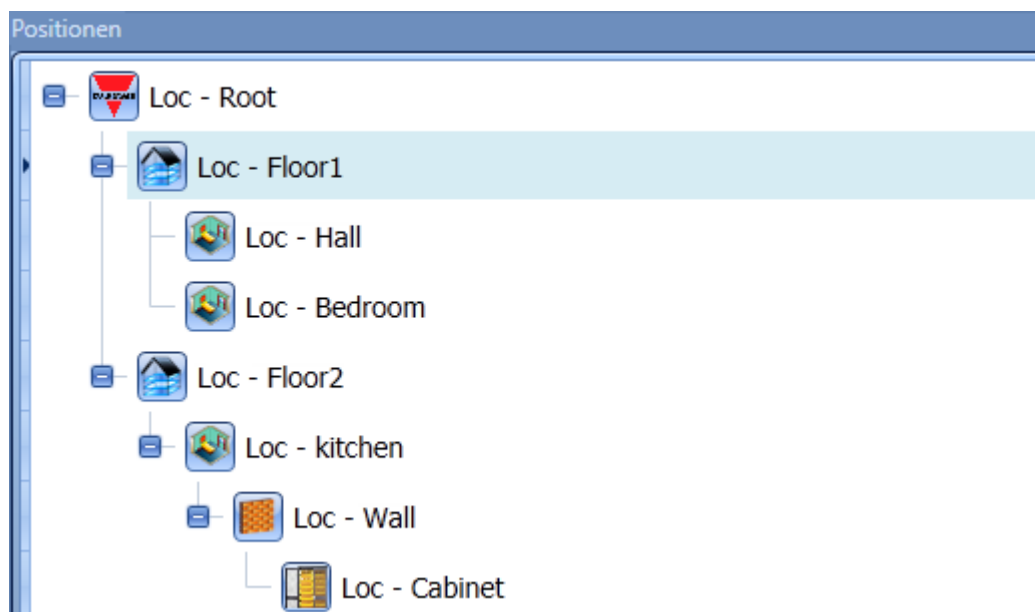 Positionen
Loc - Root
Loc - Floor1
Loc - Hall
Loc - Bedroom
Loc - Floor2
Loc - kitchen
Loc - Wall
Loc - Cabinet